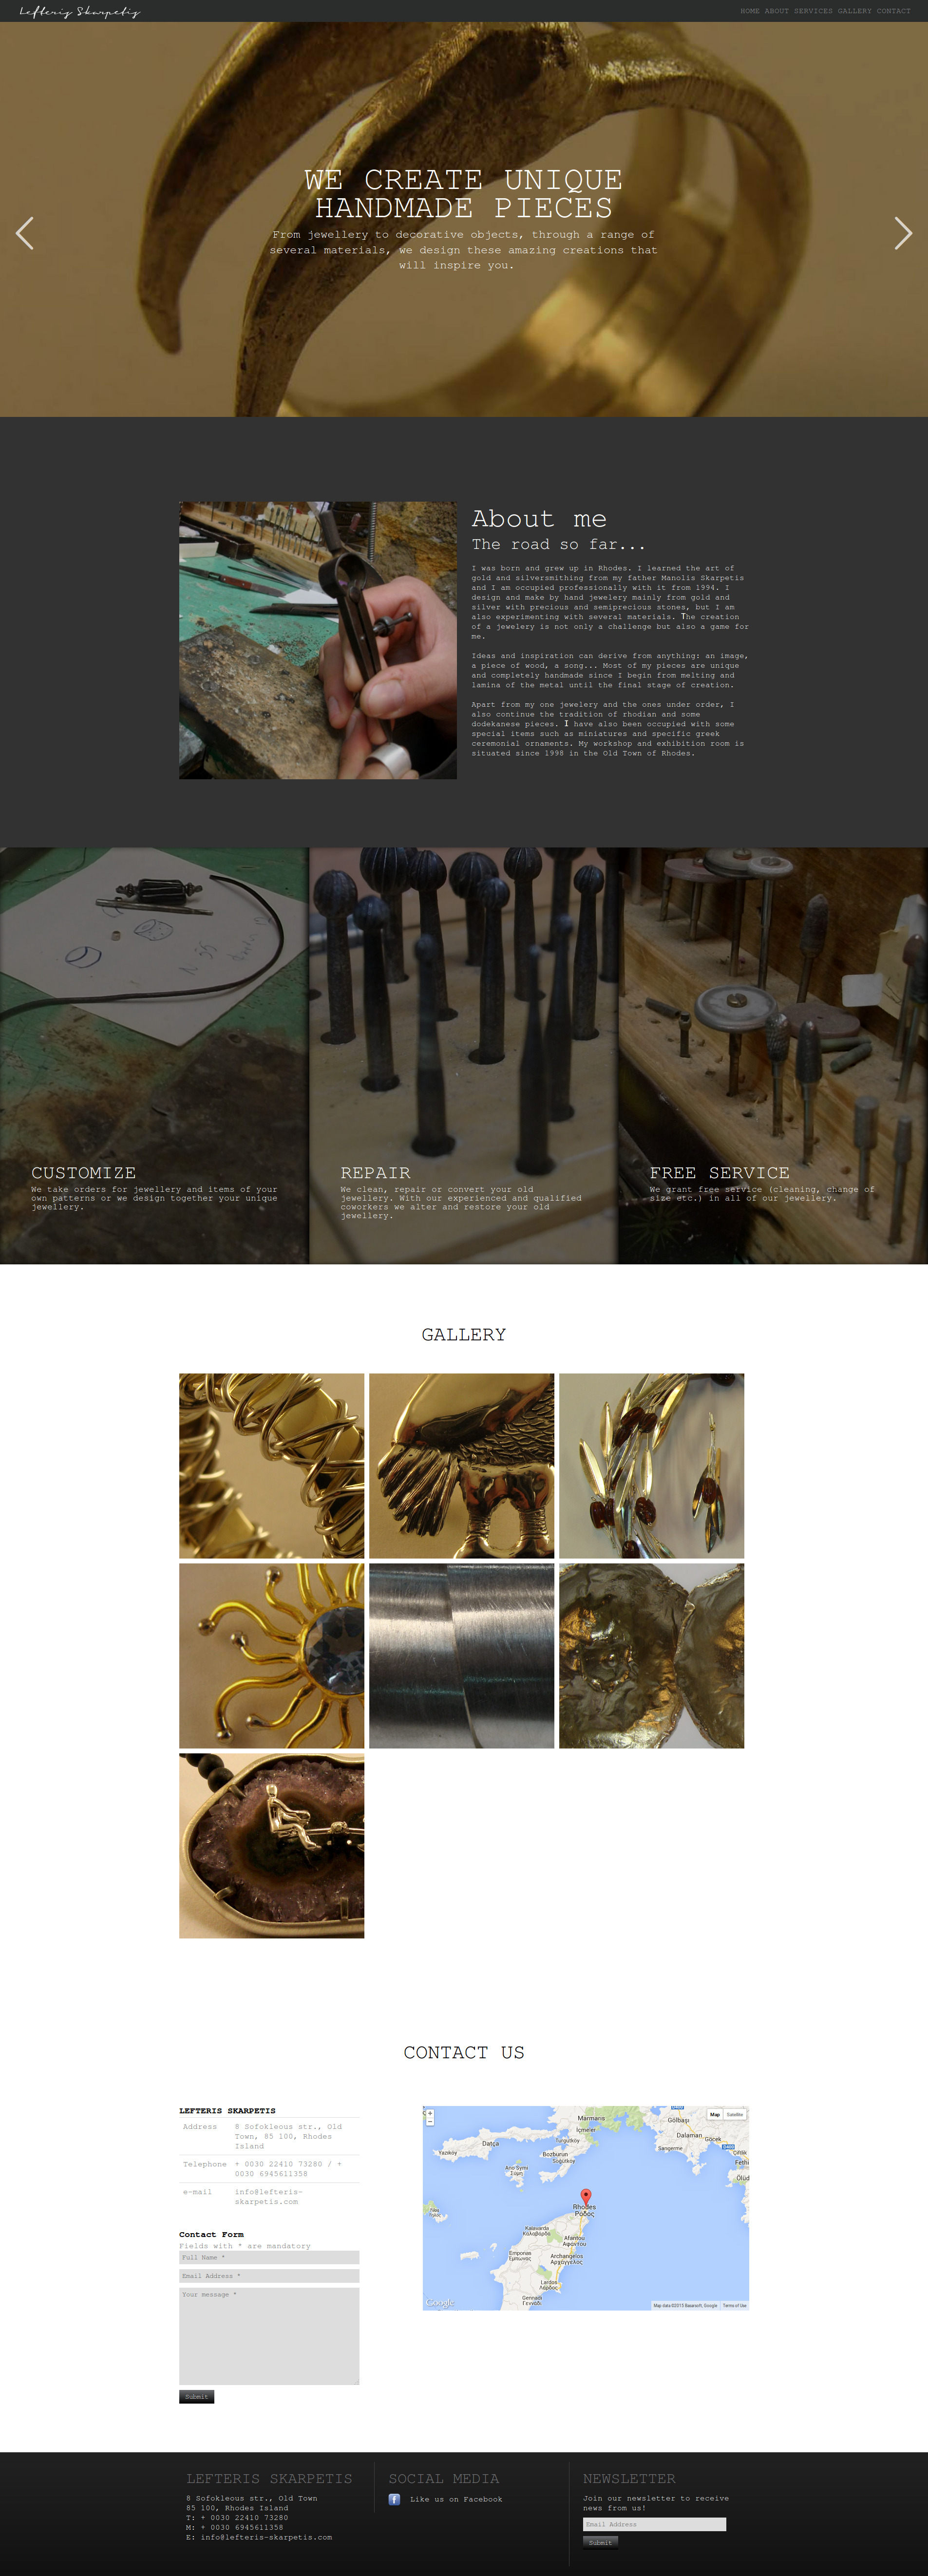 Lefteris Skarpetis
HOME ABOUT SERVICES GALLERY CONTACT
WE CREATE UNIQUE
HANDMADE PIECES
From jewellery to decorative objects, through a range of
several materials, we design these amazing creations that
will inspire you.
About me
The road so far...
I was born and grew up in Rhodes. I learned the art of
gold and silversmithing from my father Manolis Skarpetis
and I am occupied professionally with it from 1994. I
design and make by hand jewelery mainly from gold and
silver with precious and semiprecious stones, but I am
also experimenting with several materials. The creation
of a jewelery is not only a challenge but also a game for
me.
Ideas and inspiration can derive from anything: an image,
a piece of wood, a song... Most of my pieces are unique
and completely handmade since I begin from melting and
lamina of the metal until the final stage of creation.
Apart from my one jewelery and the ones under order, I
also continue the tradition of rhodian and some
dodekanese pieces. I have also been occupied with some
special items such as miniatures and specific greek
ceremonial ornaments. My workshop and exhibition room is
situated since 1998 in the Old Town of Rhodes.
CUSTOMIZE
We take orders for jewellery and items of your
own patterns or we design together your unique
jewellery.
REPAIR
We clean, repair or convert your old
jewellery. With our experienced and qualified
coworkers we alter and restore your old
jewellery.
FREE SERVICE
We grant free service (cleaning, change of
size etc.) in all of our jewellery.
GALLERY
CONTACT US
LEFTERIS SKARPETIS
Address 8 Sofokleous str., Old
Town, 85 100, Rhodes
Island
Telephone + 0030 22410 73280 / +
0030 6945611358
e-mail info@lefteris-
skarpetis.com
Contact Form
Fields with * are mandatory
Full Name *
Email Address *
Your message *
Submit
+
−
Map Satellite
Marmaris
İçmeler
Gölbaşı
Dalaman
Göcek
Datça
Yazıköy
Turgutköy
Sarıgerme
Çiftlik
Fethi
Ölüd
Bozburun
Söğütköy
Ano Symi
Σύμη
Rhodes
Ρόδος
Kalavarda
Καλαβάρδα
Afantou
Αφαντου
Emponas
Έμπωνας
Archangelos
Αρχάγγελος
Lardos
Λάρδος
Gennadi
Γεννάδι
Google
Map data ©2015 Basarsoft, Google Terms of Use
LEFTERIS SKARPETIS
8 Sofokleous str., Old Town
85 100, Rhodes Island
T: + 0030 22410 73280
M: + 0030 6945611358
E: info@lefteris-skarpetis.com
SOCIAL MEDIA
f Like us on Facebook
NEWSLETTER
Join our newsletter to receive
news from us!
Email Address
Submit